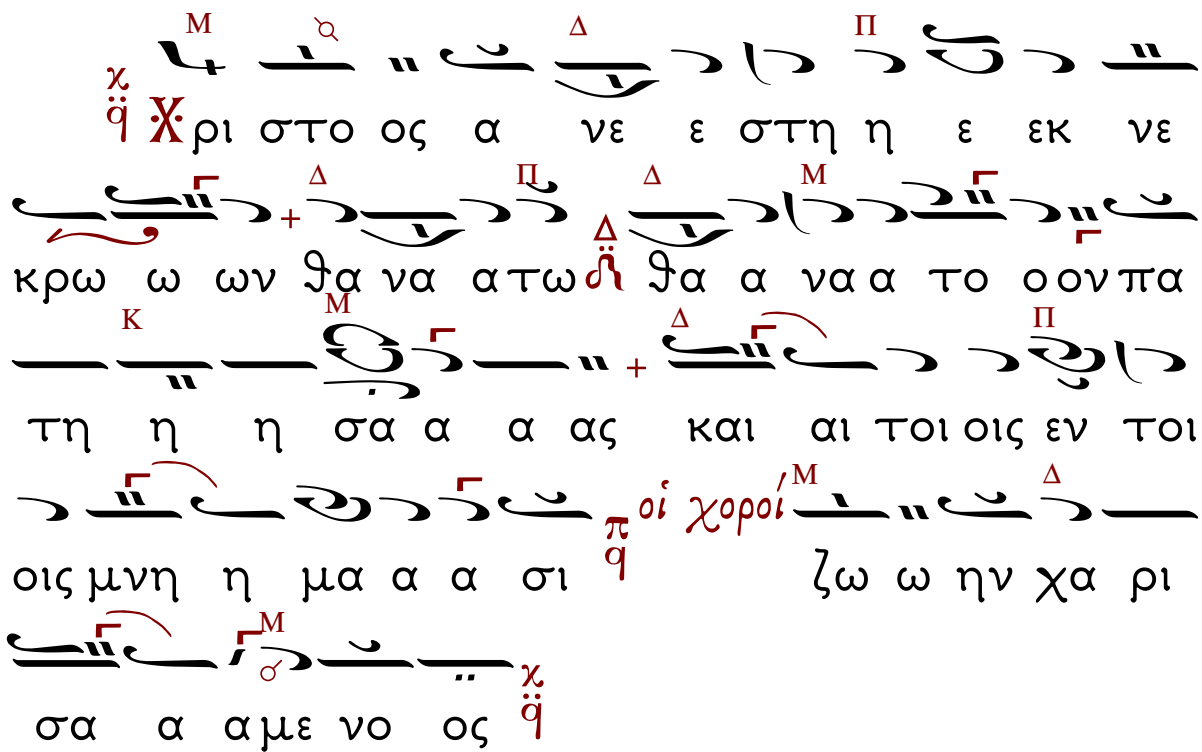 Μ Δ Π
χ q Χρι στο ος α νε ε στη η ε εκ νε
Δ Π Δ Μ
κρω ω ων θα να α τω Δ θα α να α το ο ον πα
Κ Μ Δ Π
τη η η σα α α ας και αι τοι οις εν τοι
οἱ χοροί Μ Δ
οις μνη η μα α α σι π q ζω ω ην χα ρι
Μ
σα α α με νο ος χ q